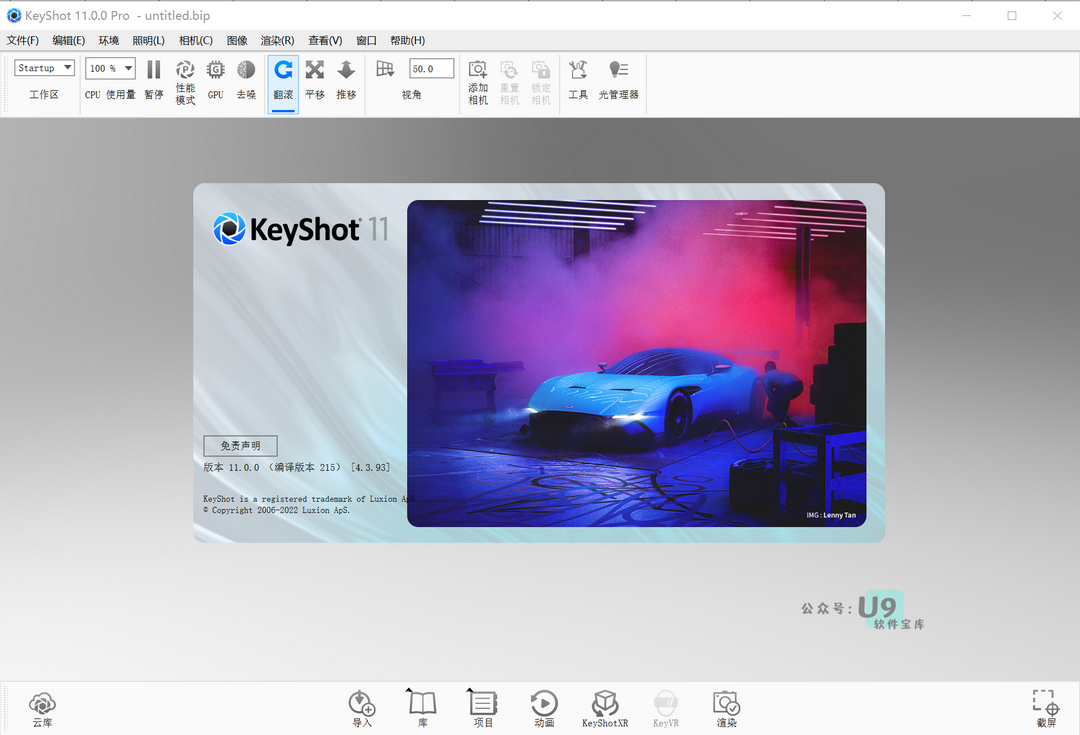 KeyShot 11.0.0 Pro - untitled.bip
文件(F) 编辑(E) 环境 照明(L) 相机(C) 图像 渲染(R) 查看(V) 窗口 帮助(H)
Startup 100 % 50.0
工作区 CPU 使用量 暂停 性能模式 GPU 去噪 翻滚 平移 推移 视角 添加相机 重置相机 锁定相机 工具 光管理器
KeyShot 11
免责声明
版本 11.0.0 （编译版本 215） [4.3.93]
KeyShot is a registered trademark of Luxion ApS.
© Copyright 2006-2022 Luxion ApS.
IMG : Lenny Tan
公众号: U9
软件宝库
云库 导入 库 项目 动画 KeyShotXR KeyVR 渲染 截屏